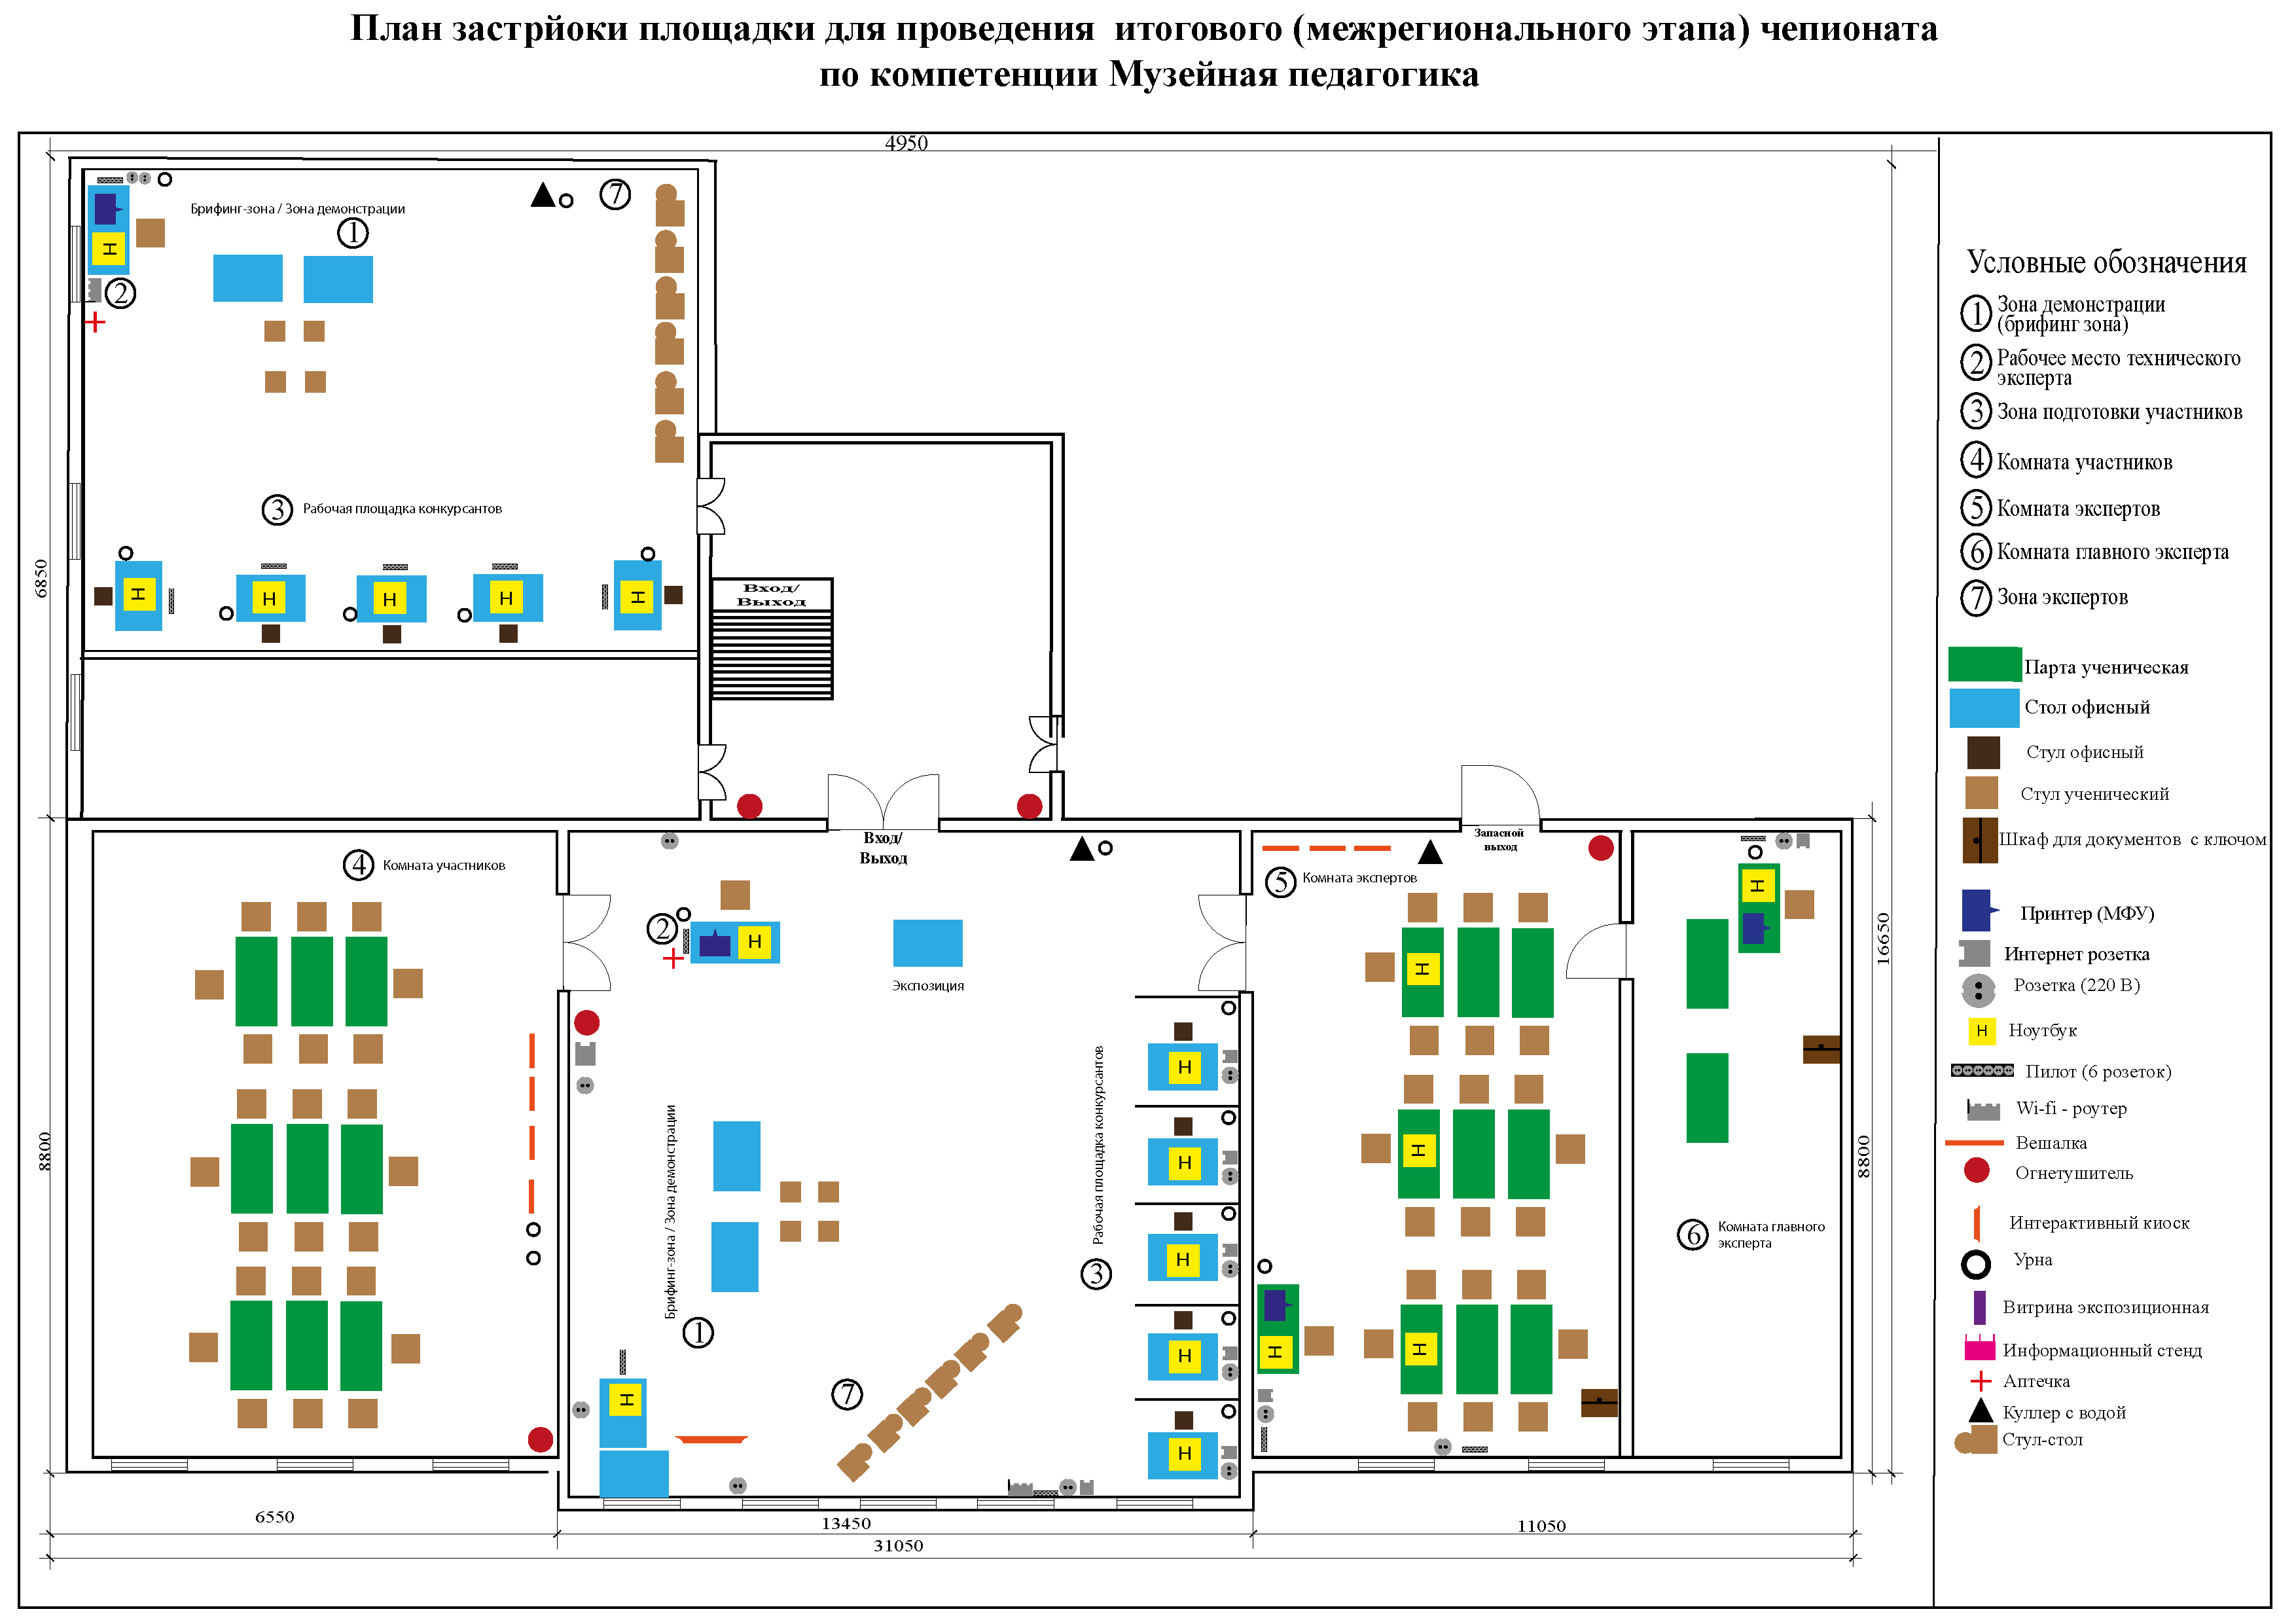 План застрйоки площадки для проведения  итогового (межрегионального этапа) чепионата
по компетенции Музейная педагогика
4950
Брифинг-зона / Зона демонстрации
1
7
Н
2
3
Рабочая площадка конкурсантов
Н
Н
Н
Н
Н
6850
Вход/
Выход
Вход/
Выход
Запасной
выход
4
Комната участников
2
Н
Экспозиция
5
Комната экспертов
Н
Н
16650
8800
Брифинг-зона / Зона демонстрации
Рабочая площадка конкурсантов
Н
Н
Н
Н
Н
3
1
7
Н
Н
Н
Н
6
Комната главного
эксперта
8800
6550
13450
11050
31050
Условные обозначения
1 Зона демонстрации
(брифинг зона)
2 Рабочее место технического
эксперта
3 Зона подготовки участников
4 Комната участников
5 Комната экспертов
6 Комната главного эксперта
7 Зона экспертов
Парта ученическая
Стол офисный
Стул офисный
Стул ученический
Шкаф для документов  с ключом
Принтер (МФУ)
Интернет розетка
Розетка (220 В)
Н Ноутбук
Пилот (6 розеток)
Wi-fi - роутер
Вешалка
Огнетушитель
Интерактивный киоск
Урна
Витрина экспозиционная
Информационный стенд
Аптечка
Куллер с водой
Стул-стол